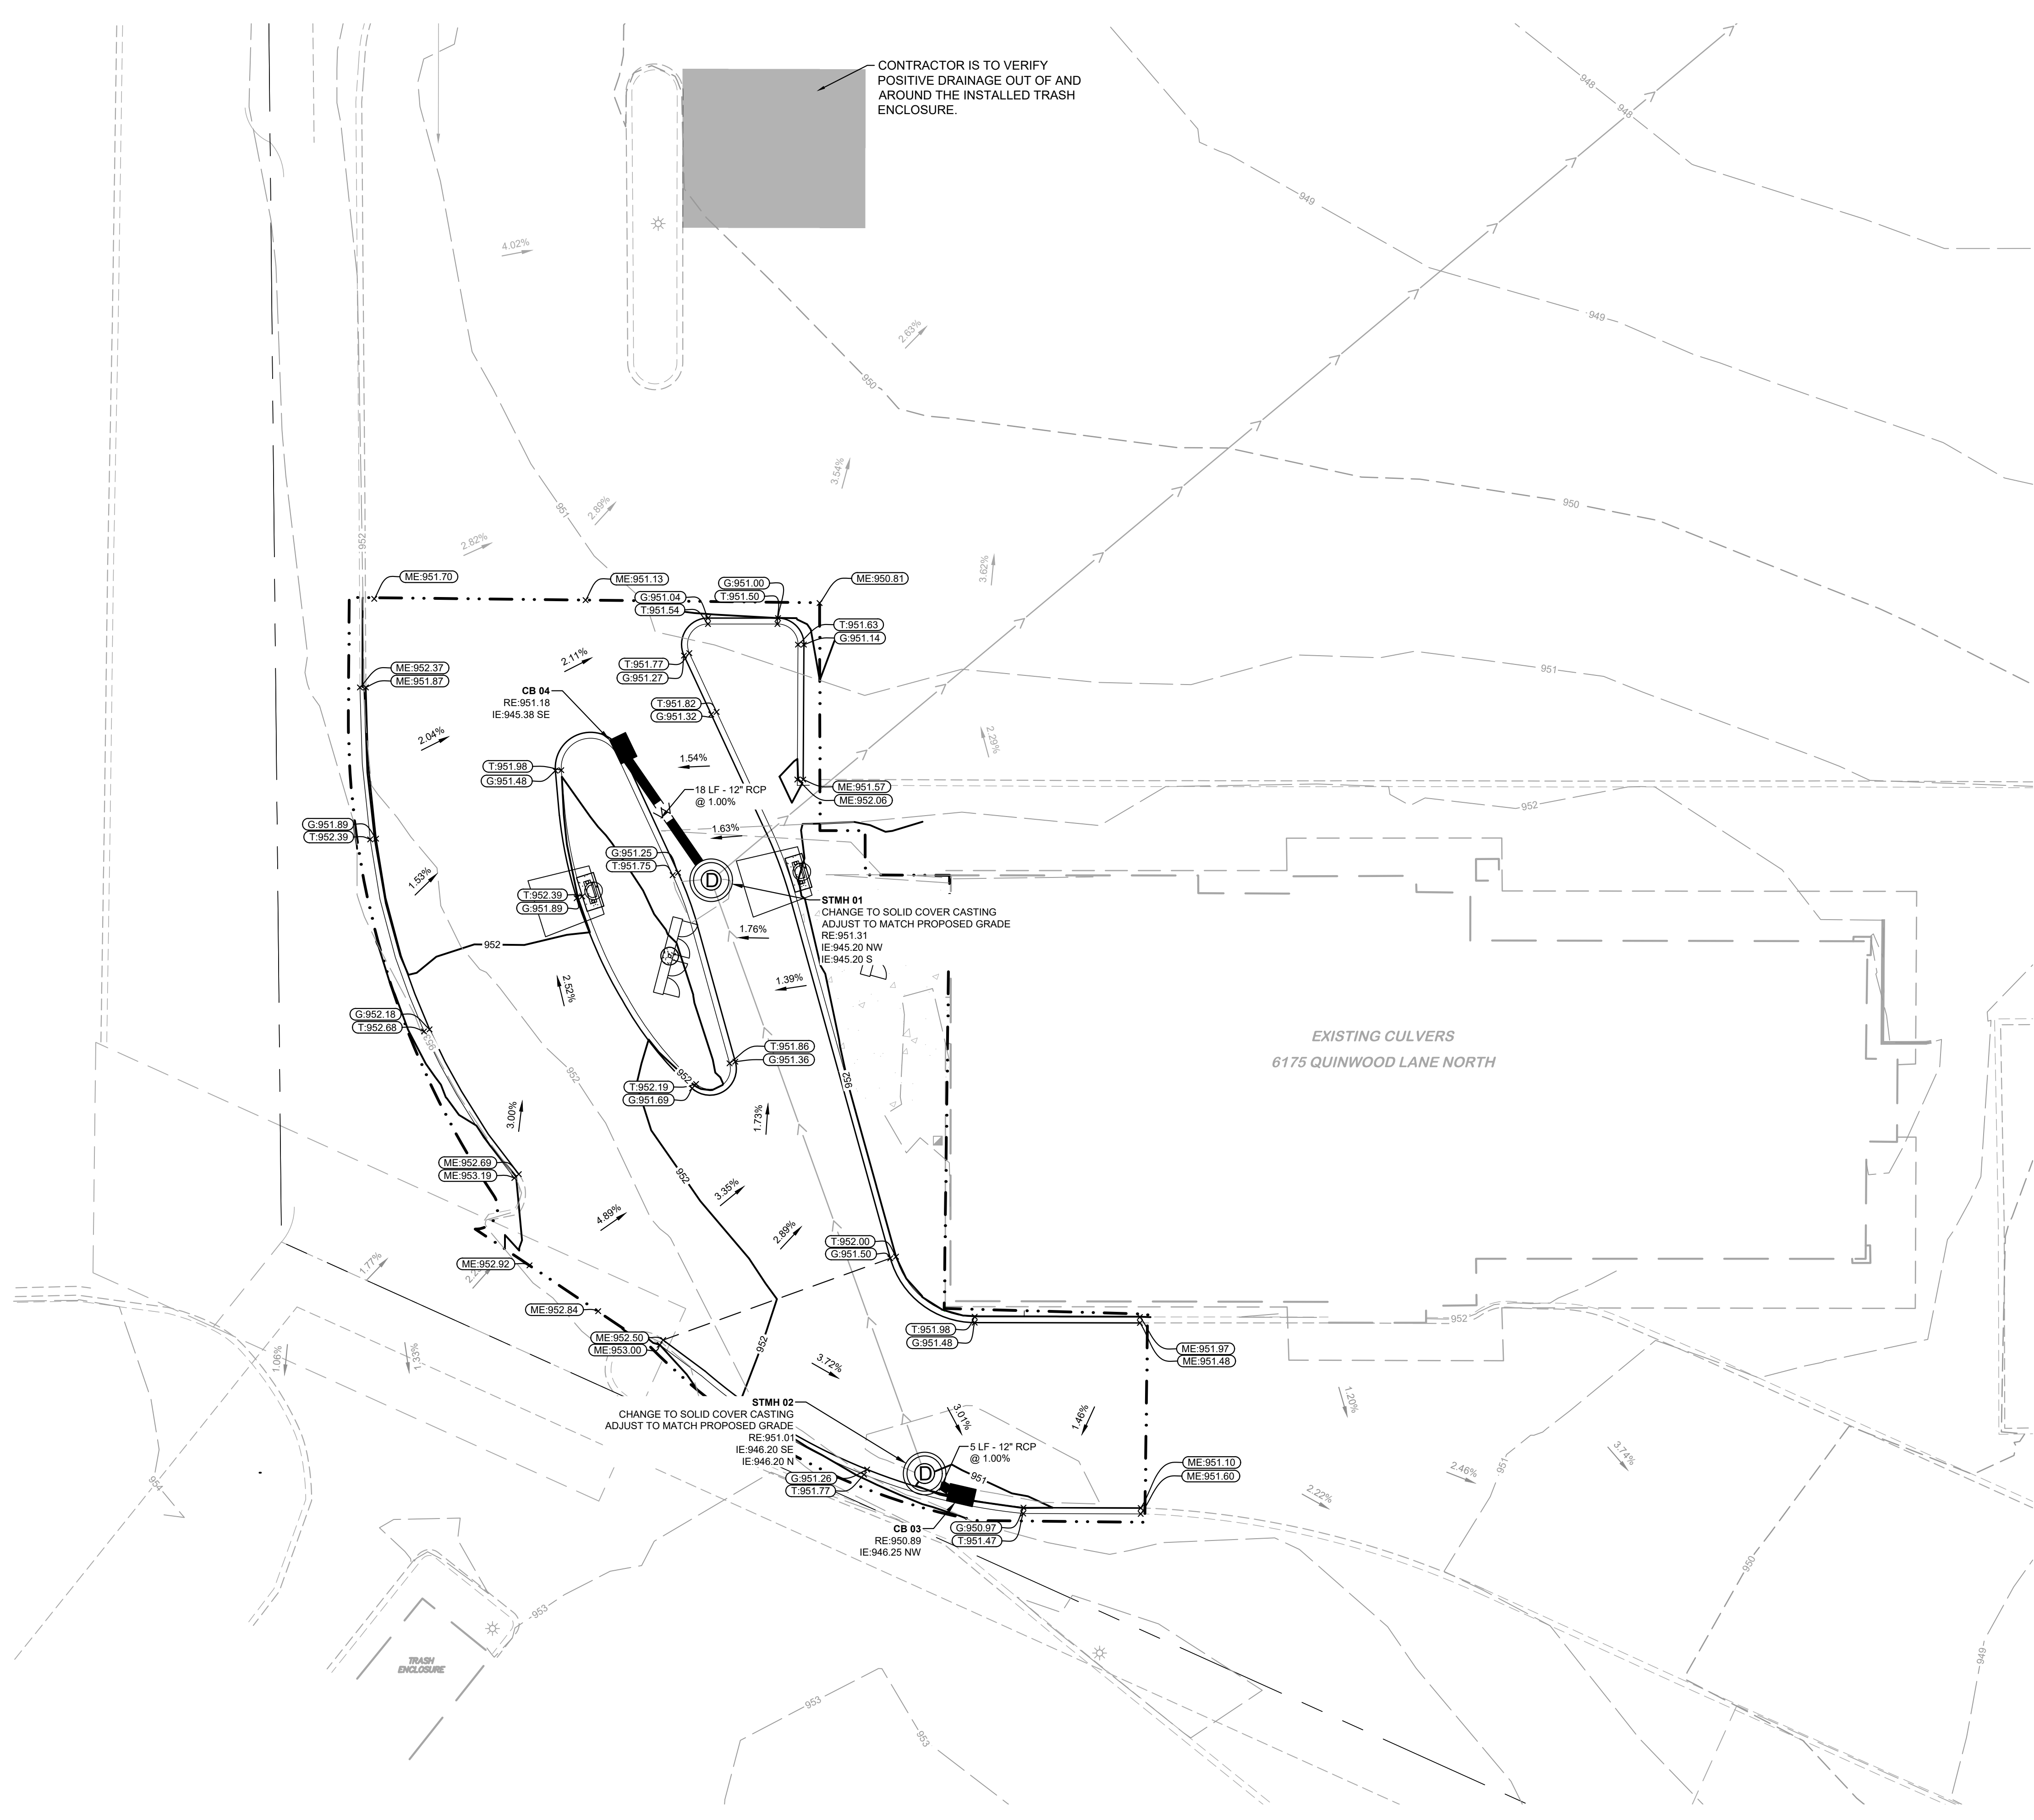 CONTRACTOR IS TO VERIFY
POSITIVE DRAINAGE OUT OF AND
AROUND THE INSTALLED TRASH
ENCLOSURE.
948
948
949
4.02%
949
2.63%
950
3.54%
950
951
2.89%
952
2.82%
3.62%
ME:951.70
ME:951.13
G:951.00
T:951.50
ME:950.81
G:951.04
T:951.54
T:951.63
G:951.14
2.11%
T:951.77
G:951.27
ME:952.37
ME:951.87
951
CB 04
RE:951.18
IE:945.38 SE
T:951.82
G:951.32
2.04%
2.29%
1.54%
T:951.98
G:951.48
18 LF - 12" RCP
@ 1.00%
ME:951.57
ME:952.06
952
G:951.89
T:952.39
1.63%
G:951.25
T:951.75
D
1.53%
T:952.39
G:951.89
STMH 01
CHANGE TO SOLID COVER CASTING
ADJUST TO MATCH PROPOSED GRADE
RE:951.31
IE:945.20 NW
IE:945.20 S
1.76%
952
1.39%
2.52%
G:952.18
T:952.68
953
EXISTING CULVERS
6175 QUINWOOD LANE NORTH
T:951.86
G:951.36
952
952
952
T:952.19
G:951.69
3.00%
1.73%
ME:952.69
ME:953.19
952
3.35%
4.89%
2.89%
T:952.00
G:951.50
1.77%
ME:952.92
ME:952.84
T:951.98
G:951.48
952
ME:952.50
ME:953.00
952
ME:951.97
ME:951.48
1.06%
1.33%
3.72%
STMH 02
CHANGE TO SOLID COVER CASTING
ADJUST TO MATCH PROPOSED GRADE
RE:951.01
IE:946.20 SE
IE:946.20 N
3.01%
1.46%
1.20%
5 LF - 12" RCP
@ 1.00%
D
951
G:951.26
T:951.77
ME:951.10
ME:951.60
3.74%
2.46%
951
2.22%
954
CB 03
RE:950.89
IE:946.25 NW
G:950.97
T:951.47
950
953
949
TRASH
ENCLOSURE
953
953